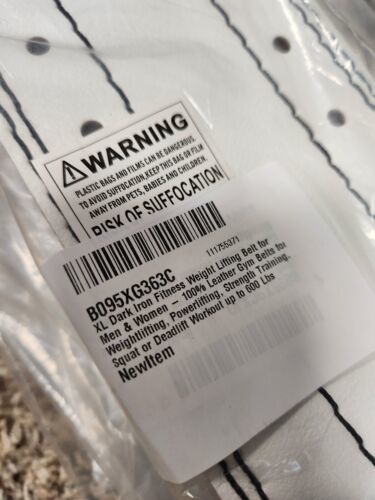 WARNING
PLASTIC BAGS AND FILMS CAN BE DANGEROUS.
TO AVOID SUFFOCATION,KEEP THIS BAG OR FILM
AWAY FROM PETS, BABIES AND CHILDREN.
RISK OF SUFFOCATION
111755371
B095XG363C
XL Dark Iron Fitness Weight Lifting Belt for
Men & Women – 100% Leather Gym Belts for
Weightlifting, Powerlifting, Strength Training,
Squat or Deadlift Workout up to 600 Lbs
NewItem